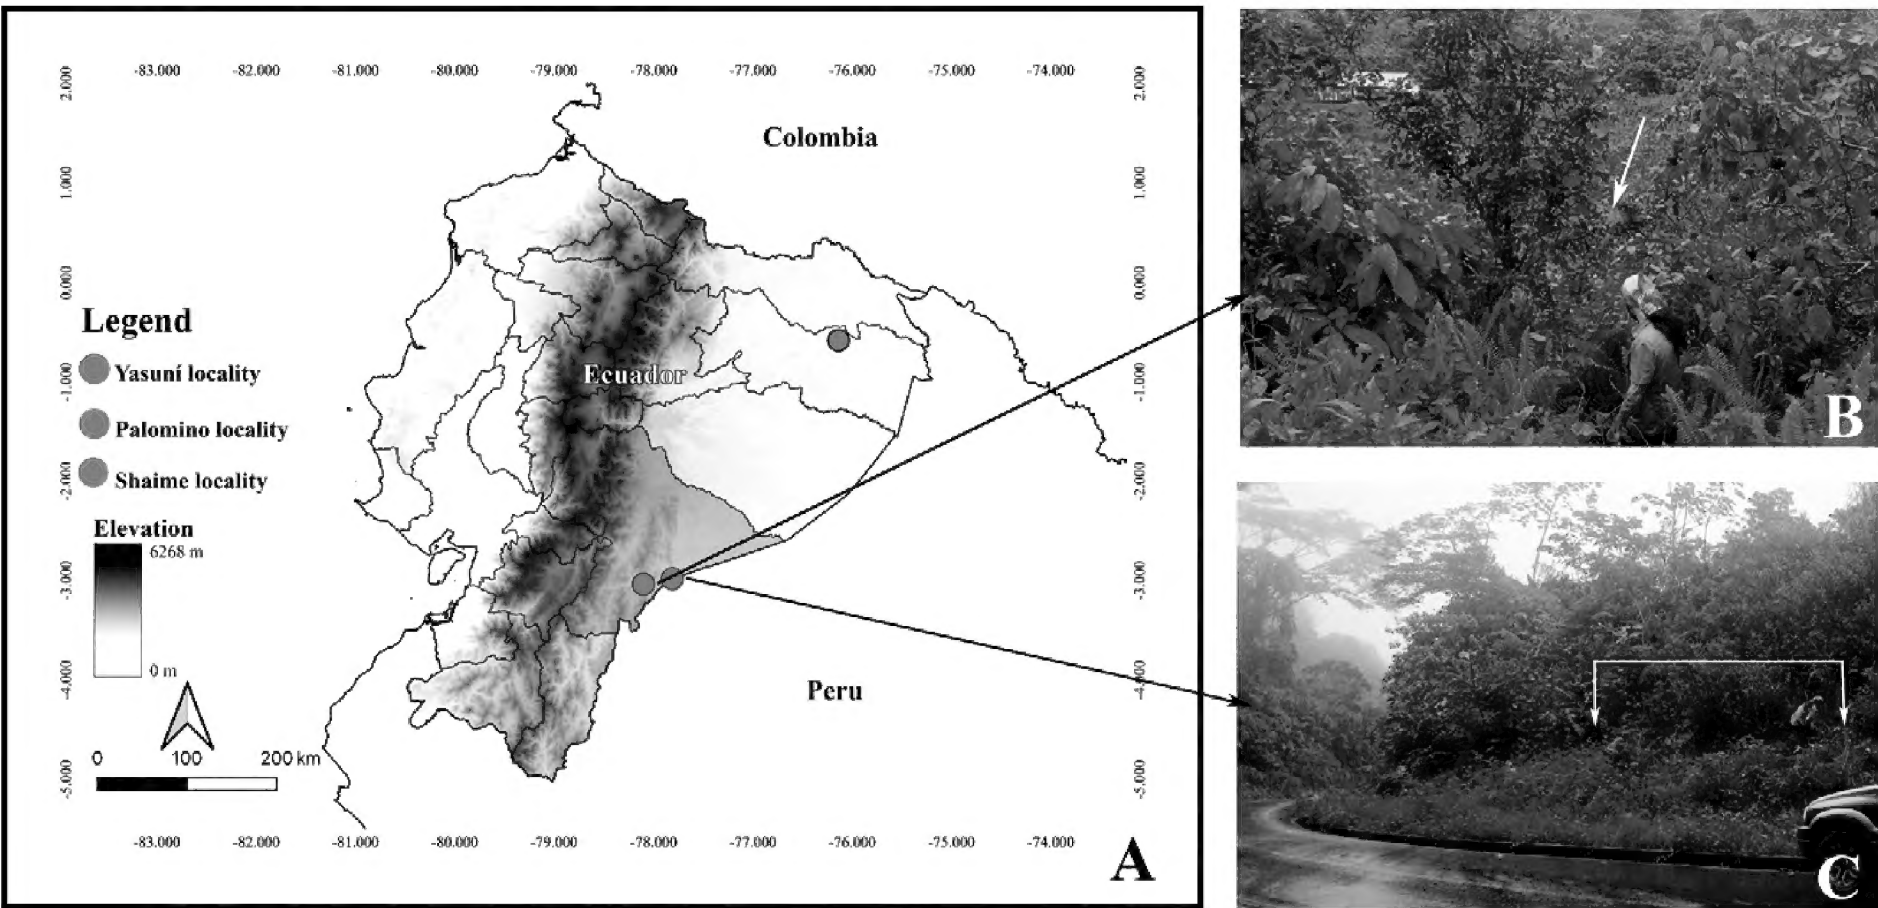 -83.000 -82.000 -81.000 -80.000 -79.000 -78.000 -77.000 -76.000 -75.000 -74.000
2.000
1.000
0.000
-1.000
-2.000
-3.000
-4.000
-5.000
Colombia
Ecuador
Peru
Legend
Yasuní locality
Palomino locality
Shaime locality
Elevation
6268 m
0 m
0 100 200 km
2.000
1.000
0.000
-1.000
-2.000
-3.000
-4.000
-5.000
-83.000 -82.000 -81.000 -80.000 -79.000 -78.000 -77.000 -76.000 -75.000 -74.000
A
B
C